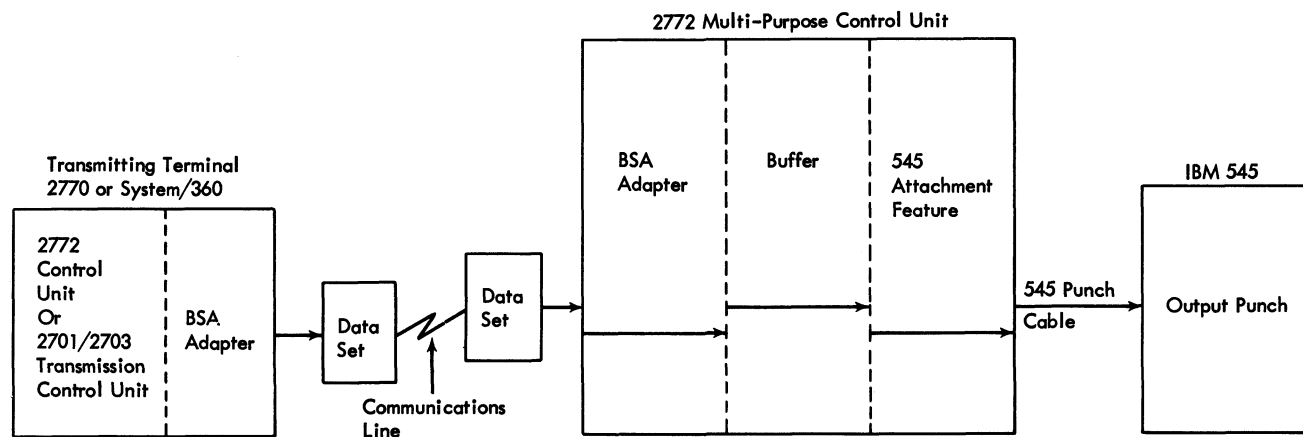 2772 Multi-Purpose Control Unit
Transmitting Terminal
2770 or System/360
2772
Control
Unit
Or
2701/2703
Transmission
Control Unit
BSA
Adapter
Data
Set
Communications
Line
Data
Set
BSA
Adapter
Buffer
545
Attachment
Feature
545 Punch
Cable
IBM 545
Output Punch